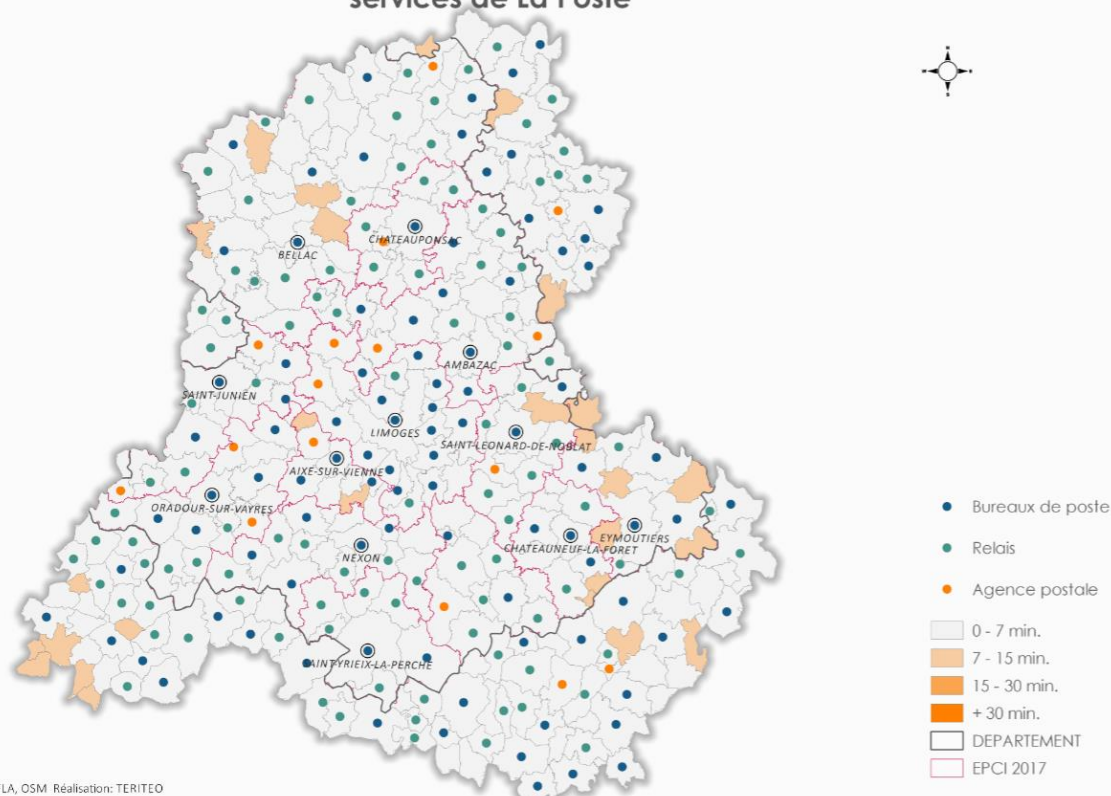 services de La Poste
CHATEAUPONSAC
BELLAC
AMBAZAC
SAINT-JUNIEN
LIMOGES
SAINT-LEONARD-DE-NOBLAT
AIXE-SUR-VIENNE
ORADOUR-SUR-VAYRES
EYMOUTIERS
CHATEAUNEUF-LA-FORET
NEXON
SAINT-YRIEIX-LA-PERCHE
Bureaux de poste
Relais
Agence postale
0 - 7 min.
7 - 15 min.
15 - 30 min.
+ 30 min.
DEPARTEMENT
EPCI 2017
OSM Réalisation: TERITEO